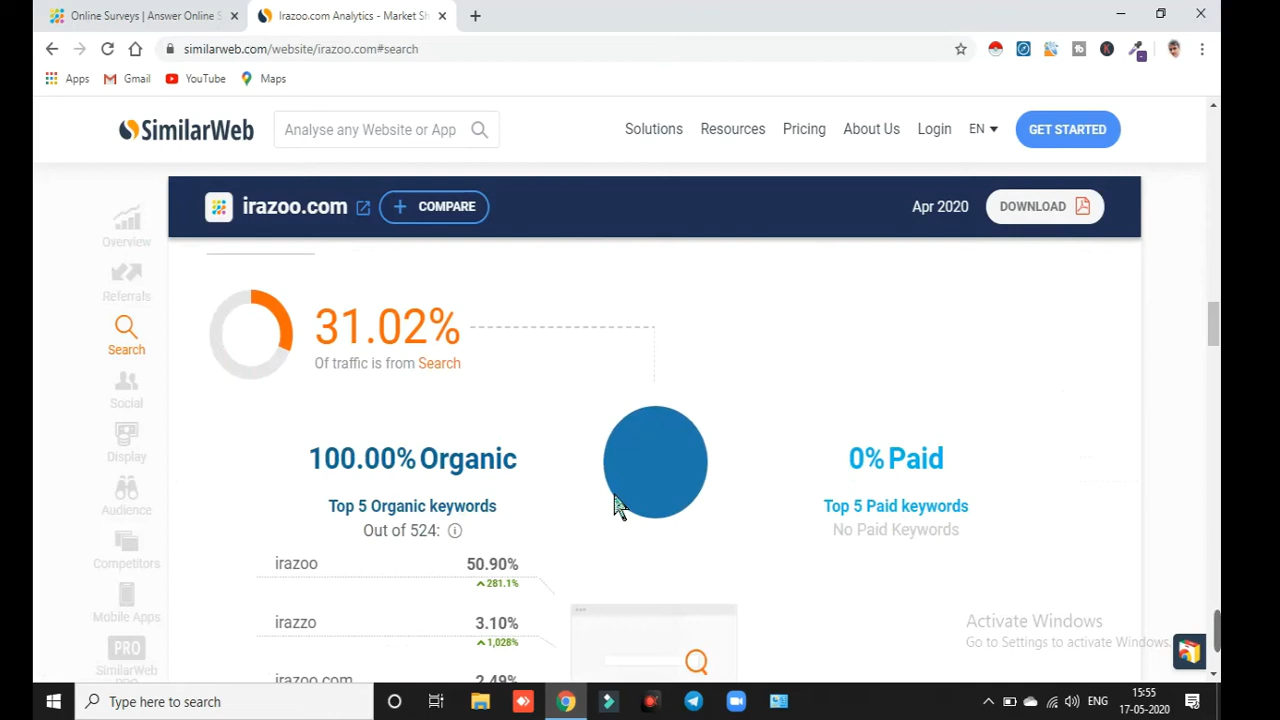 Online Surveys | Answer Online S
Irazoo.com Analytics - Market Sh
similarweb.com/website/irazoo.com#search
Apps
Gmail
YouTube
Maps
SimilarWeb
Analyse any Website or App
Solutions
Resources
Pricing
About Us
Login
EN
GET STARTED
irazoo.com
+ COMPARE
Apr 2020
DOWNLOAD
Overview
Referrals
Search
Social
Display
Audience
Competitors
Mobile Apps
PRO
SimilarWeb
31.02%
Of traffic is from Search
100.00% Organic
0% Paid
Top 5 Organic keywords
Out of 524:
Top 5 Paid keywords
No Paid Keywords
irazoo 50.90%
281.1%
irazzo 3.10%
1,028%
irazoo.com 2.49%
Activate Windows
Go to Settings to activate Windows.
Type here to search
ENG
15:55
17-05-2020